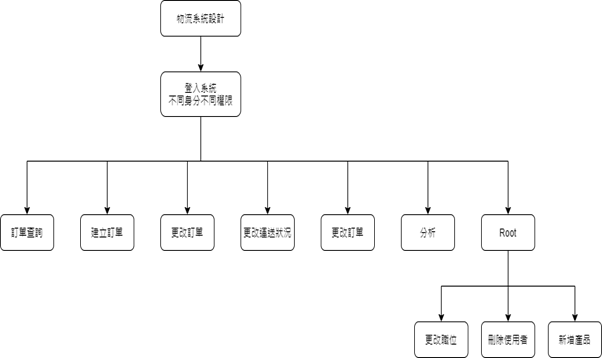 物流系統設計
登入系統
不同身分不同權限
訂單查詢
建立訂單
更改訂單
更改運送狀況
更改訂單
分析
Root
更改職位
刪除使用者
新增產品